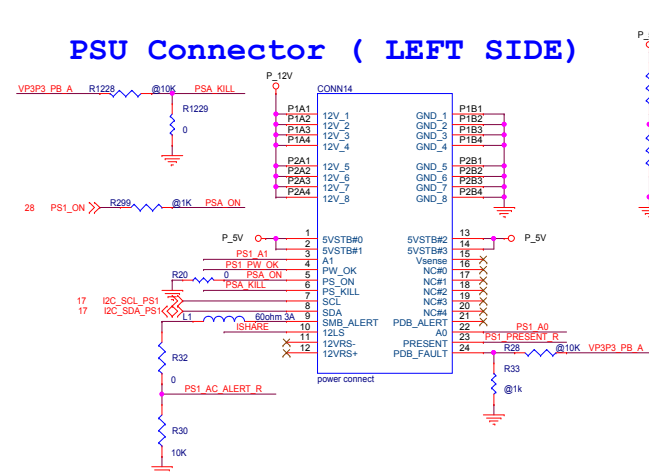 PSU Connector ( LEFT SIDE)
P_12V
VP3P3_PB_A R1228 @10K PSA_KILL
CONN14
R1229
0
P1A1 12V_1 GND_1 P1B1
P1A2 12V_2 GND_2 P1B2
P1A3 12V_3 GND_3 P1B3
P1A4 12V_4 GND_4 P1B4
P2A1 12V_5 GND_5 P2B1
P2A2 12V_6 GND_6 P2B2
P2A3 12V_7 GND_7 P2B3
P2A4 12V_8 GND_8 P2B4
28 PS1_ON R299 @1K PSA_ON
P_5V 1 5VSTB#0 5VSTB#2 13 P_5V
2 5VSTB#1 5VSTB#3 14
PS1_A1 3 A1 Vsense 15
PS1_PW_OK 4 PW_OK NC#0 16
R20 0 PSA_ON 5 PS_ON NC#1 17
PSA_KILL 6 PS_KILL NC#2 18
17 I2C_SCL_PS1 7 SCL NC#3 19
17 I2C_SDA_PS1 8 SDA NC#4 20
L1 60ohm 3A 9 SMB_ALERT PDB_ALERT 21
ISHARE 10 12LS A0 22 PS1_A0
11 12VRS- PRESENT 23 PS1_PRESENT_R
12 12VRS+ PDB_FAULT 24 R28 @10K VP3P3_PB_A
R32
0
R33
@1k
power connect
PS1_AC_ALERT_R
R30
10K